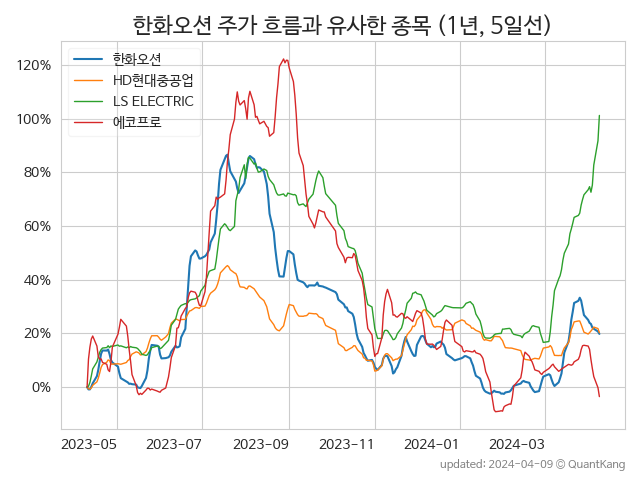 한화오션 주가 흐름과 유사한 종목 (1년, 5일선)
한화오션
HD현대중공업
LS ELECTRIC
에코프로
120%
100%
80%
60%
40%
20%
0%
2023-05 2023-07 2023-09 2023-11 2024-01 2024-03
updated: 2024-04-09 © QuantKang